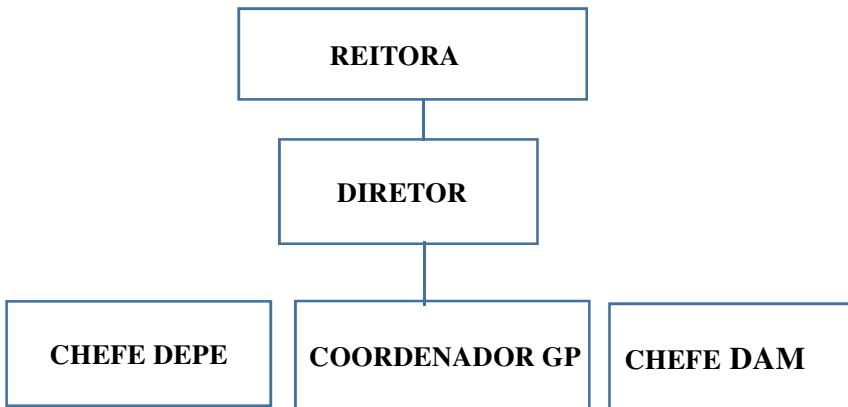 REITORA
DIRETOR
CHEFE DEPE
COORDENADOR GP
CHEFE DAM